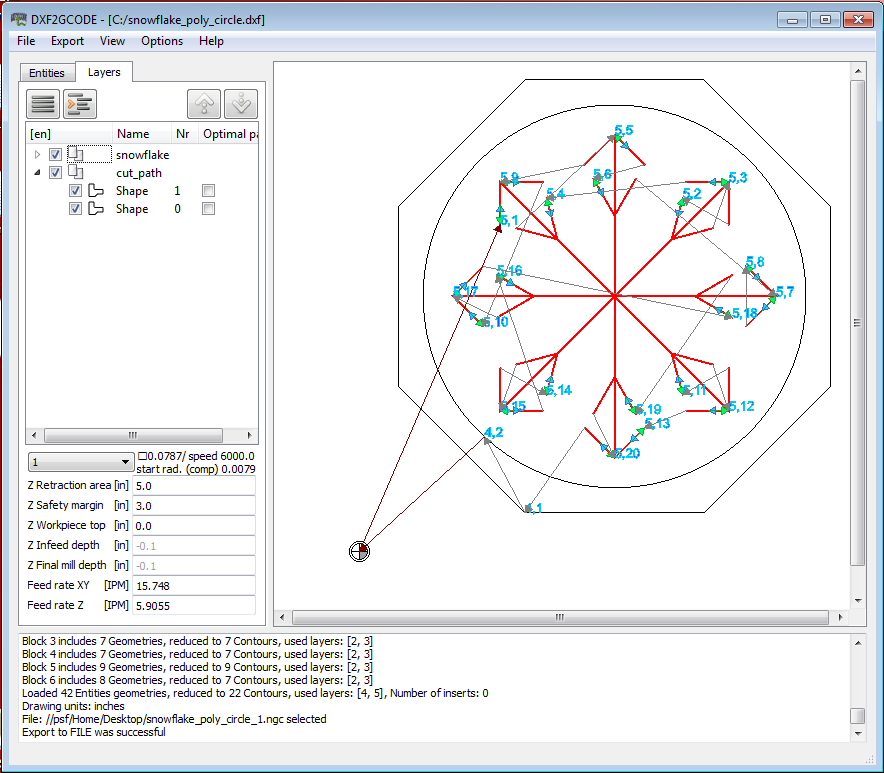 DXF2GCODE - [C:/snowflake_poly_circle.dxf]
File Export View Options Help
Entities Layers
[en] Name Nr Optimal pa
snowflake
cut_path
Shape 1
Shape 0
1 0.0787/ speed 6000.0
start rad. (comp) 0.0079
Z Retraction area [in] 5.0
Z Safety margin [in] 3.0
Z Workpiece top [in] 0.0
Z Infeed depth [in] -0.1
Z Final mill depth [in] -0.1
Feed rate XY [IPM] 15.748
Feed rate Z [IPM] 5.9055
5,5
5,9 5,6 5,3
5,4 5,2
5,1
5,16 5,8
5,17 5,7
5,10 5,18
5,14 5,11
5,15 5,19 5,12
5,13
4,2 5,20
4,1
Block 3 includes 7 Geometries, reduced to 7 Contours, used layers: [2, 3]
Block 4 includes 7 Geometries, reduced to 7 Contours, used layers: [2, 3]
Block 5 includes 9 Geometries, reduced to 9 Contours, used layers: [2, 3]
Block 6 includes 8 Geometries, reduced to 7 Contours, used layers: [2, 3]
Loaded 42 Entities geometries, reduced to 22 Contours, used layers: [4, 5], Number of inserts: 0
Drawing units: inches
File: //psf/Home/Desktop/snowflake_poly_circle_1.ngc selected
Export to FILE was successful